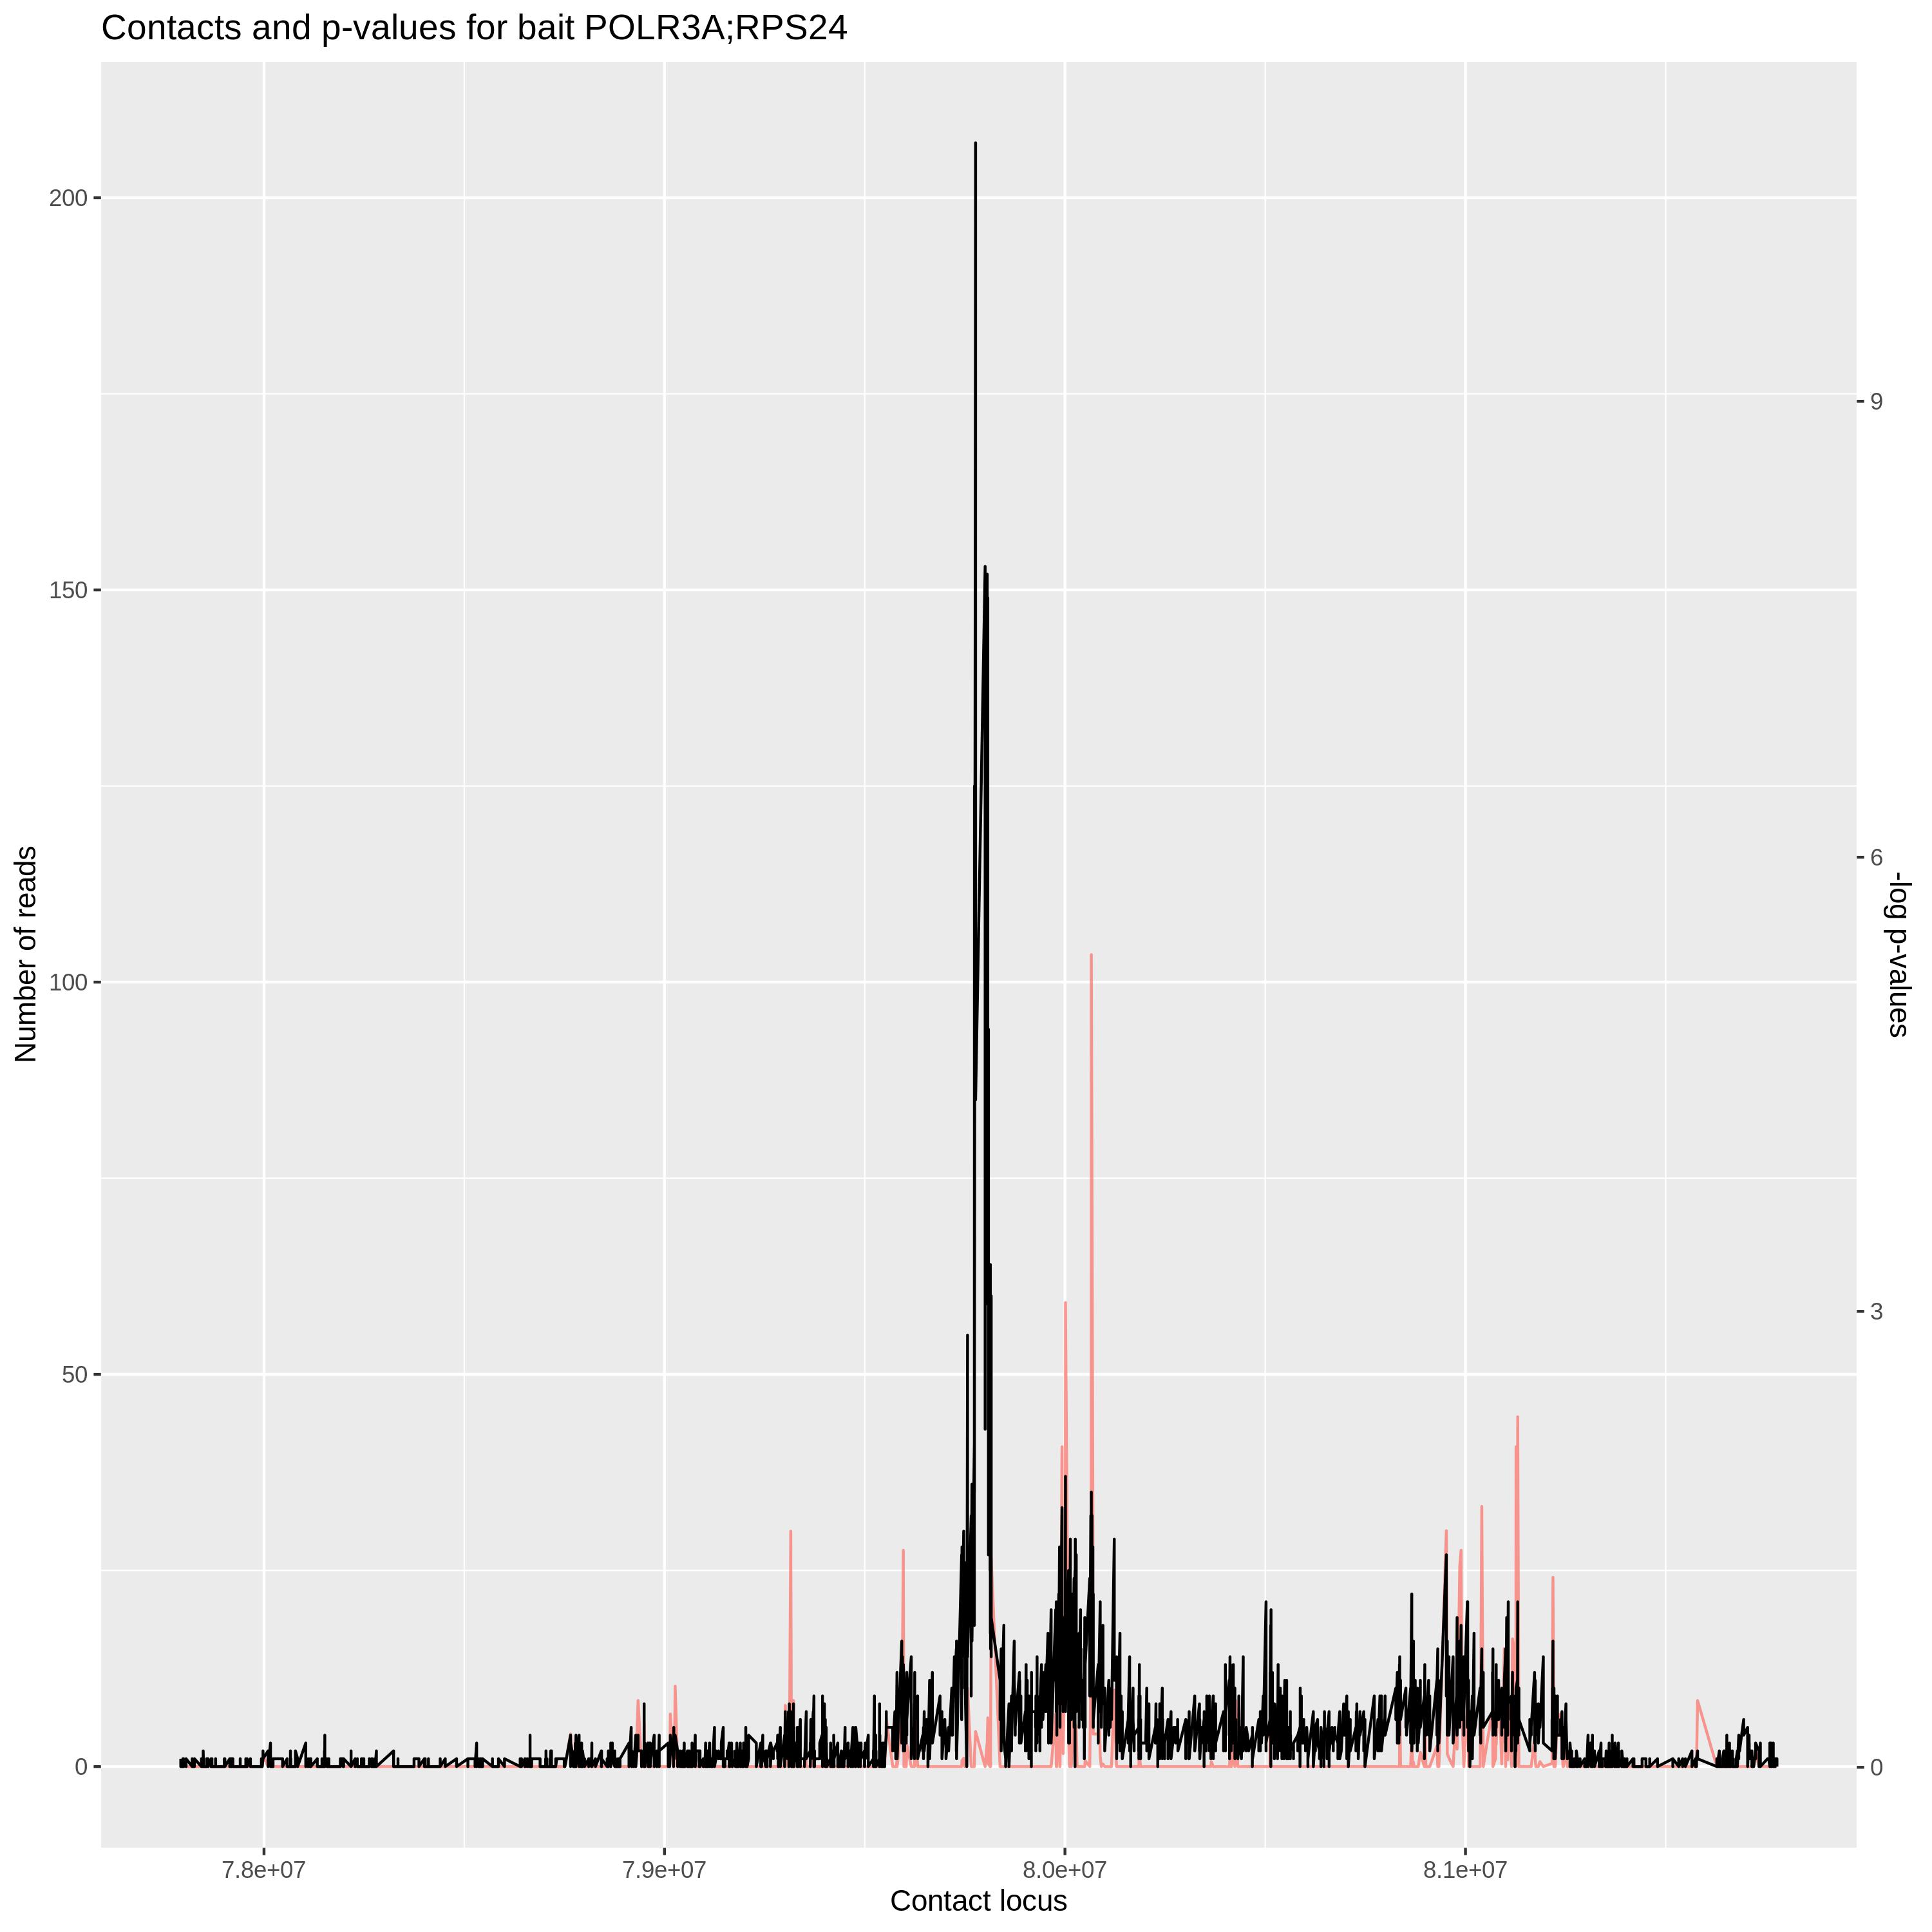 Contacts and p-values for bait POLR3A;RPS24
200
150
100
50
0
Number of reads
9
6
3
0
-log p-values
7.8e+07
7.9e+07
8.0e+07
8.1e+07
Contact locus